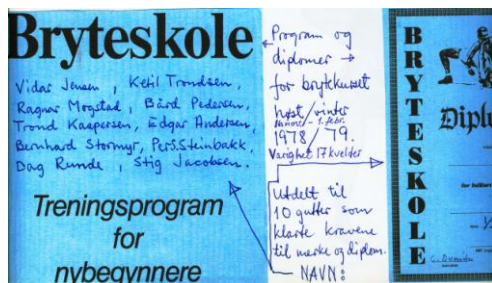 Bryteskole
Vidar Jensen, Ketil Trondsen,
Ragnar Mogstad, Bård Pedersen,
Trond Kaspersen, Edgar Andersen,
Bernhard Stormyr, Per S. Steinbakk,
Dag Runde, Stig Jacobsen.
Treningsprogram
for
nybegynnere
Program og
diplomer →
for brytekurset
høst/vinter
1978/79.
Varighet 17 kvelder
Utdelt til
10 gutter som
klarte kravene
til merke og diplom.
NAVN:
BRYTESKOLE
Diplo